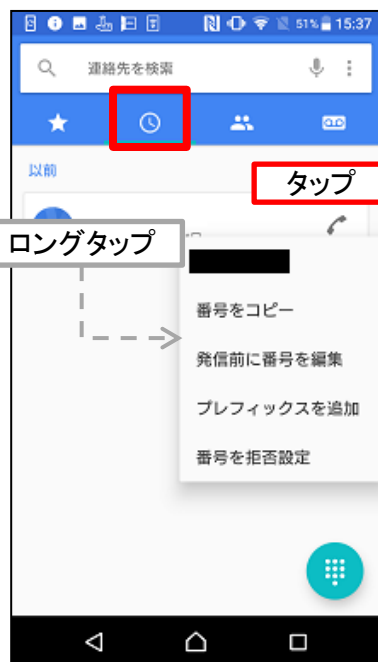 51% 15:37
連絡先を検索
以前
タップ
ロングタップ
番号をコピー
発信前に番号を編集
プレフィックスを追加
番号を拒否設定